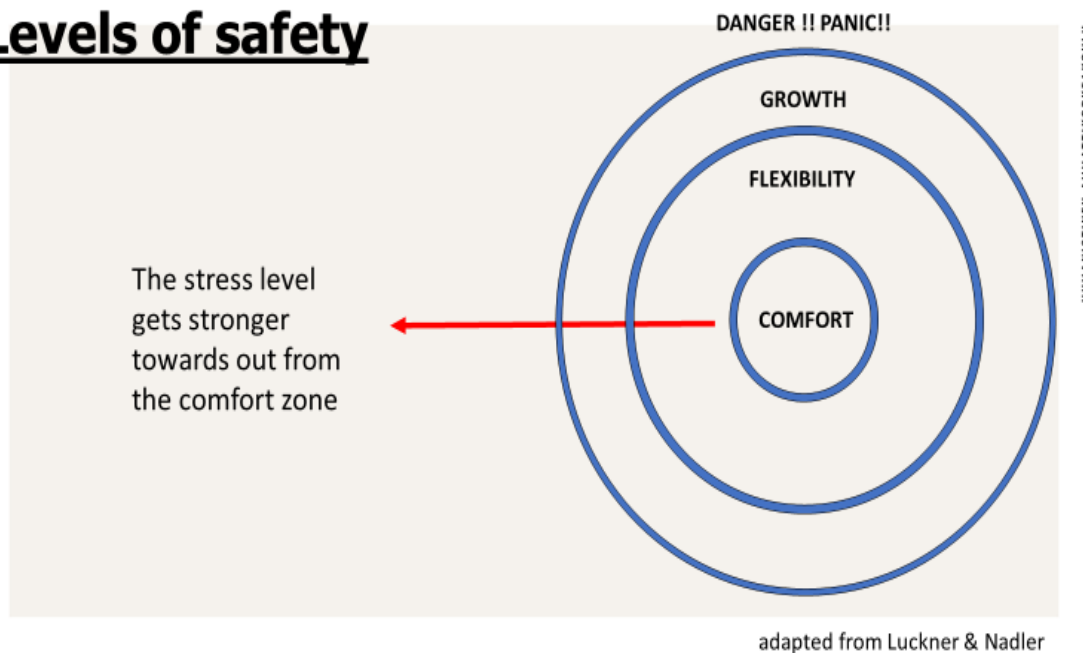 Levels of safety
DANGER !! PANIC!!
GROWTH
FLEXIBILITY
COMFORT
The stress level
gets stronger
towards out from
the comfort zone
adapted from Luckner & Nadler